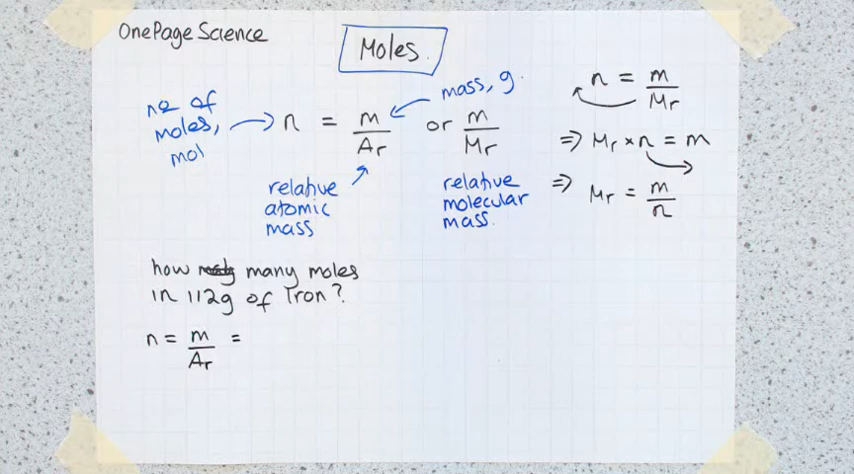 OnePage Science
Moles.
no of
moles,
mol
n = m/Ar or m/Mr
mass, g.
relative
atomic
mass
relative
molecular
mass.
n = m/Mr
⇒ Mr × n = m
⇒ Mr = m/n
how many moles
in 112g of Iron?
n = m/Ar =